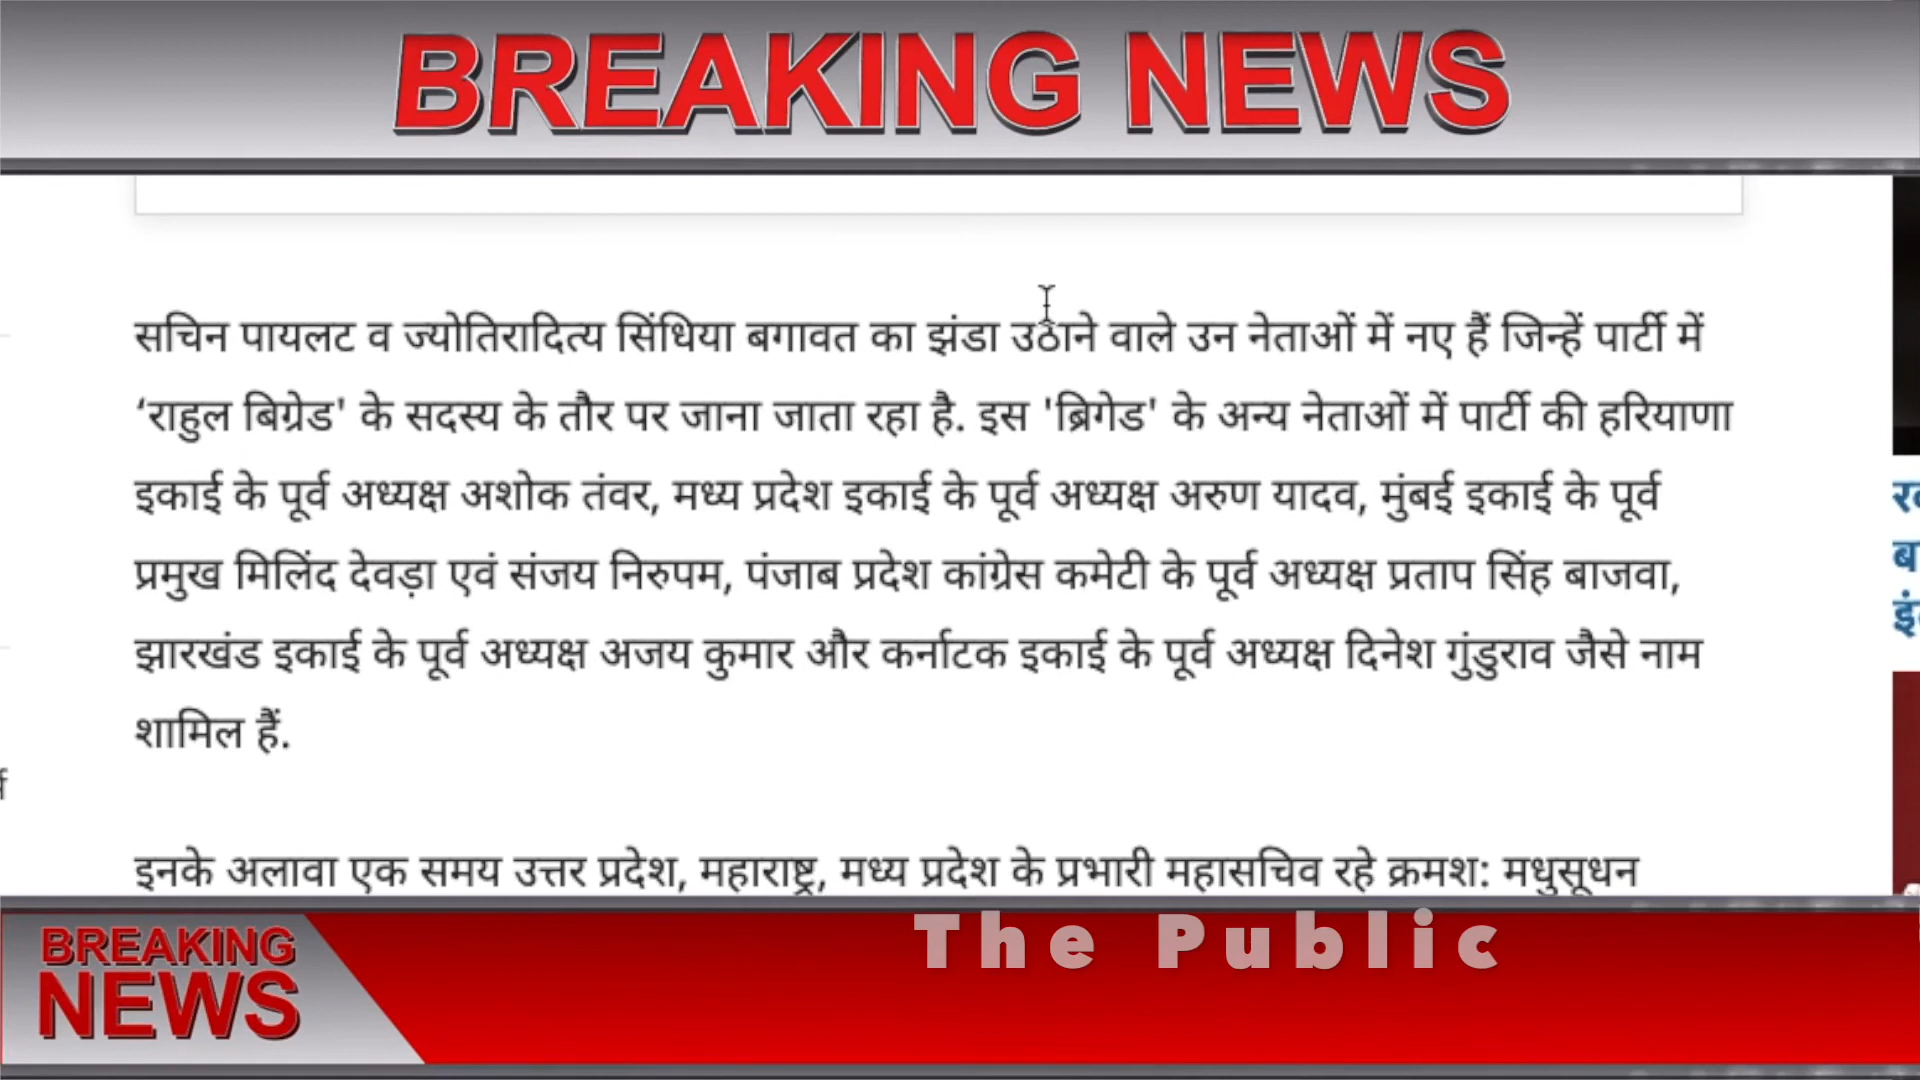 BREAKING NEWS
सचिन पायलट व ज्योतिरादित्य सिंधिया बगावत का झंडा उठाने वाले उन नेताओं में नए हैं जिन्हें पार्टी में
‘राहुल बिग्रेड' के सदस्य के तौर पर जाना जाता रहा है. इस 'ब्रिगेड' के अन्य नेताओं में पार्टी की हरियाणा
इकाई के पूर्व अध्यक्ष अशोक तंवर, मध्य प्रदेश इकाई के पूर्व अध्यक्ष अरुण यादव, मुंबई इकाई के पूर्व
प्रमुख मिलिंद देवड़ा एवं संजय निरुपम, पंजाब प्रदेश कांग्रेस कमेटी के पूर्व अध्यक्ष प्रताप सिंह बाजवा,
झारखंड इकाई के पूर्व अध्यक्ष अजय कुमार और कर्नाटक इकाई के पूर्व अध्यक्ष दिनेश गुंडुराव जैसे नाम
शामिल हैं.
इनके अलावा एक समय उत्तर प्रदेश, महाराष्ट्र, मध्य प्रदेश के प्रभारी महासचिव रहे क्रमश: मधुसूधन
The Public
BREAKING
NEWS